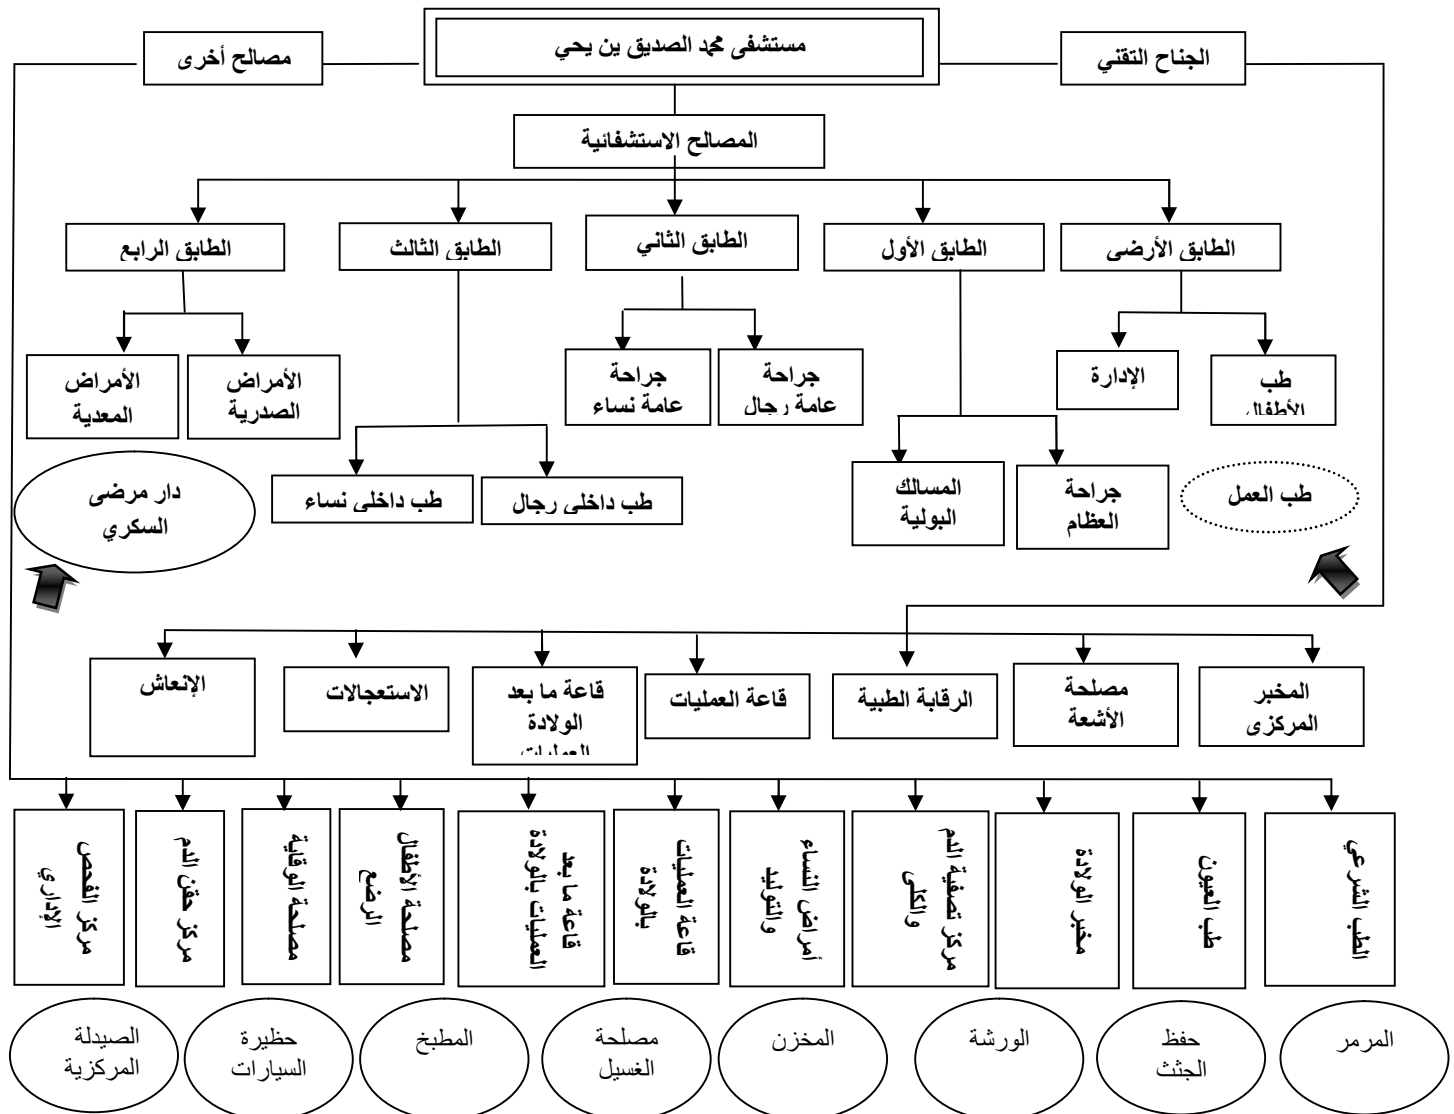 مستشفى محمد الصديق ين يحي
الجناح التقني
مصالح أخرى
المصالح الاستشفائية
الطابق الأرضي
الطابق الأول
الطابق الثاني
الطابق الثالث
الطابق الرابع
طب
الأطفال
الإدارة
جراحة
العظام
المسالك
البولية
جراحة
عامة رجال
جراحة
عامة نساء
طب داخلي رجال
طب داخلي نساء
الأمراض
الصدرية
الأمراض
المعدية
طب العمل
دار مرضى
السكري
المخبر
المركزي
مصلحة
الأشعة
الرقابة الطبية
قاعة العمليات
قاعة ما بعد
الولادة
العمليات
الاستعجالات
الإنعاش
الطب الشرعي
طب العيون
مخبر الولادة
مركز تصفية الدم
والكلى
أمراض النساء
والتوليد
قاعة العمليات
بالولادة
قاعة ما بعد
العمليات بالولادة
مصلحة الأطفال
الرضع
مصلحة الوقاية
مركز حقن الدم
مركز الفحص
الإداري
المرمر
حفظ
الجثث
الورشة
المخزن
مصلحة
الغسيل
المطبخ
حظيرة
السيارات
الصيدلة
المركزية